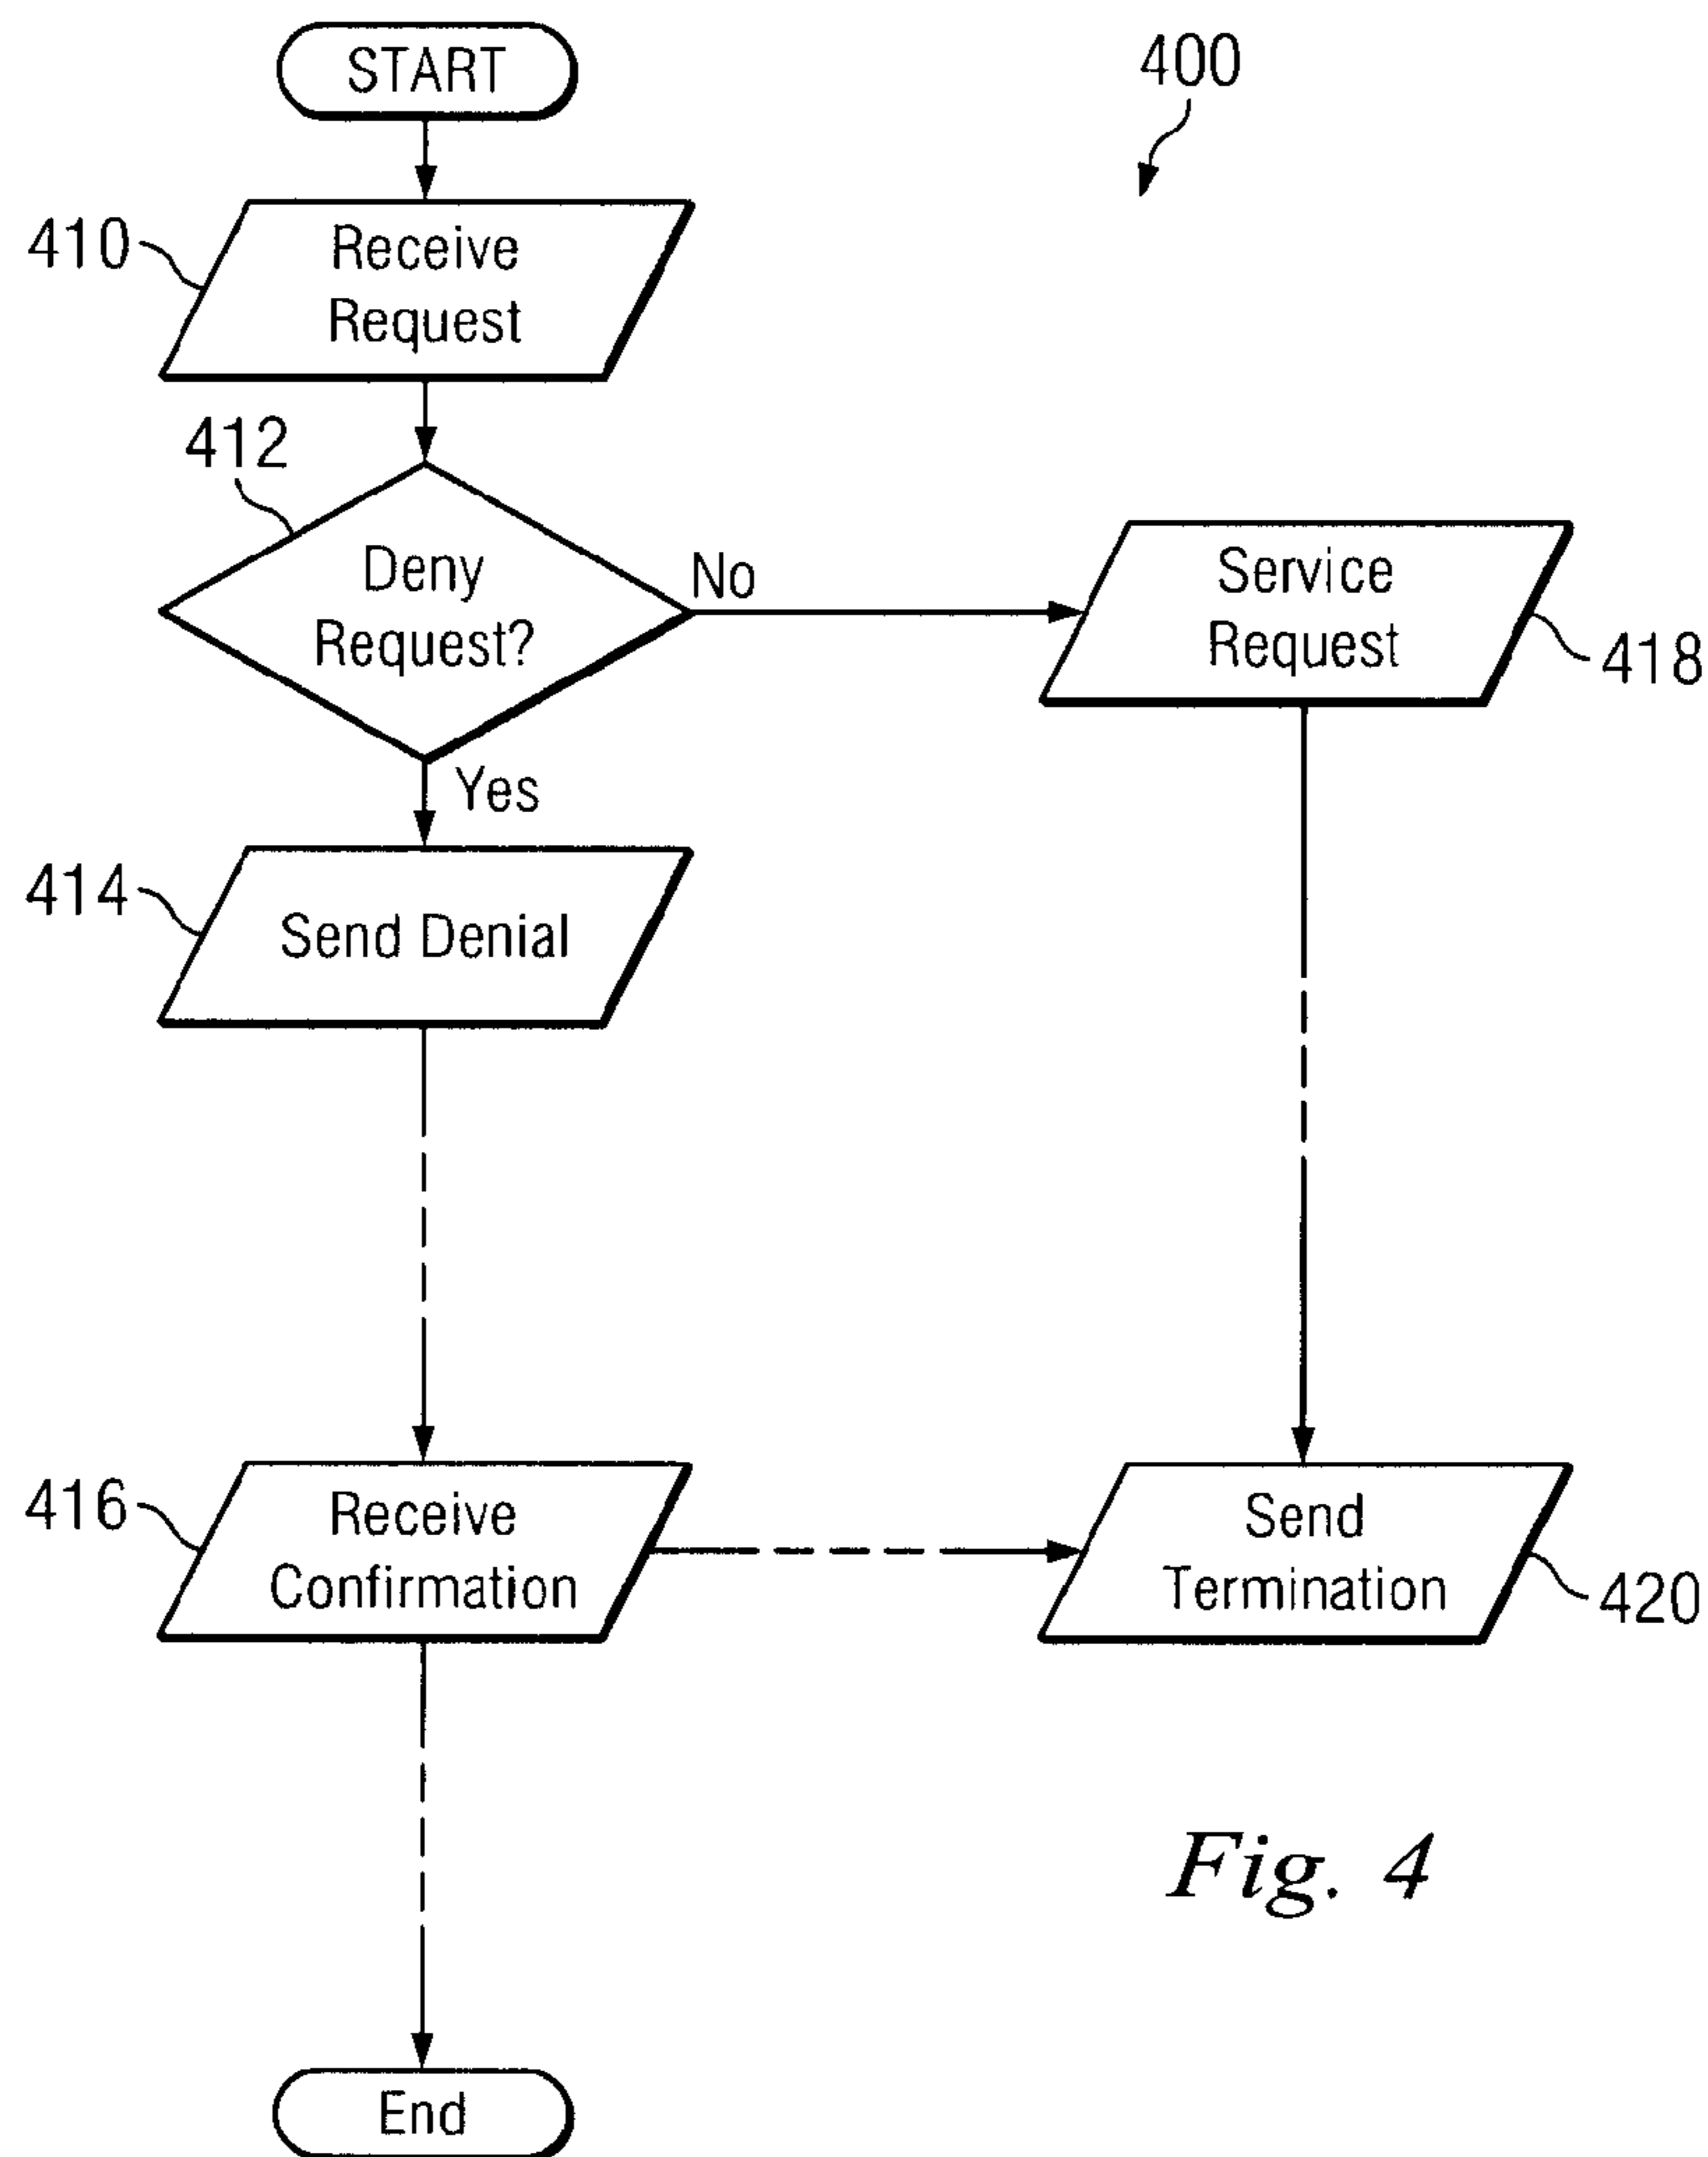 START
400
410
Receive
Request
412
Deny
Request?
No
Service
Request
418
Yes
414
Send Denial
416
Receive
Confirmation
Send
Termination
420
Fig. 4
End